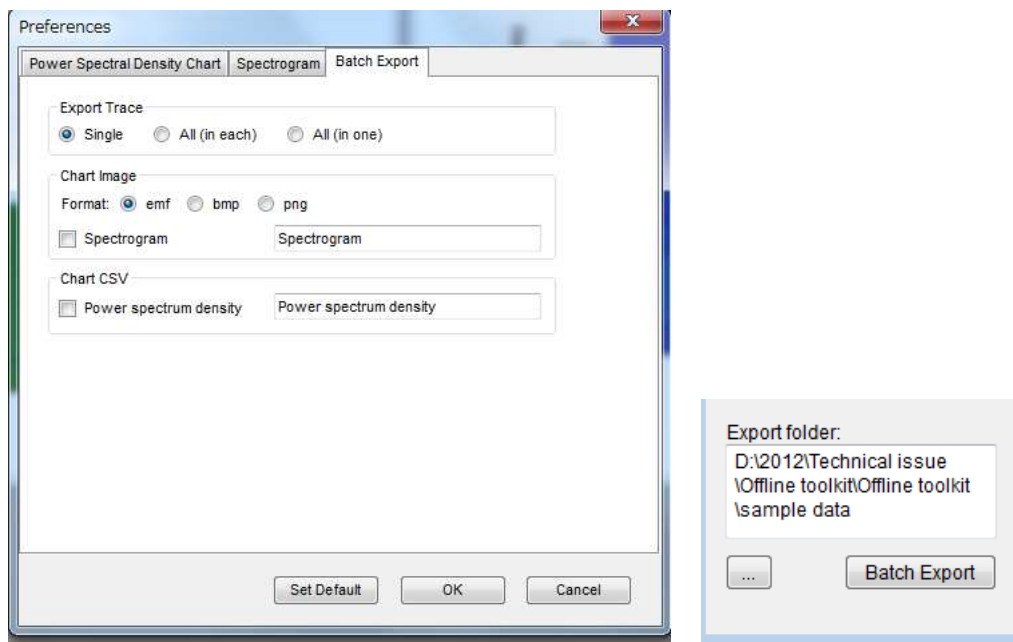 Preferences
x
Power Spectral Density Chart Spectrogram Batch Export
Export Trace
Single All (in each) All (in one)
Chart Image
Format: emf bmp png
Spectrogram Spectrogram
Chart CSV
Power spectrum density Power spectrum density
Set Default OK Cancel
Export folder:
D:\2012\Technical issue
\Offline toolkit\Offline toolkit
\sample data
... Batch Export